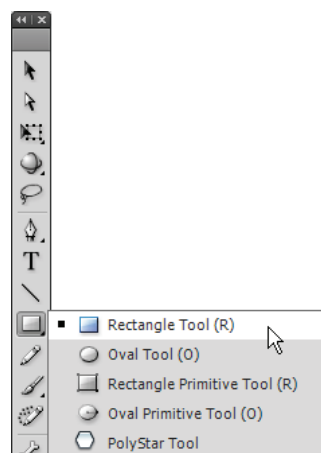 Rectangle Tool (R)
Oval Tool (O)
Rectangle Primitive Tool (R)
Oval Primitive Tool (O)
PolyStar Tool